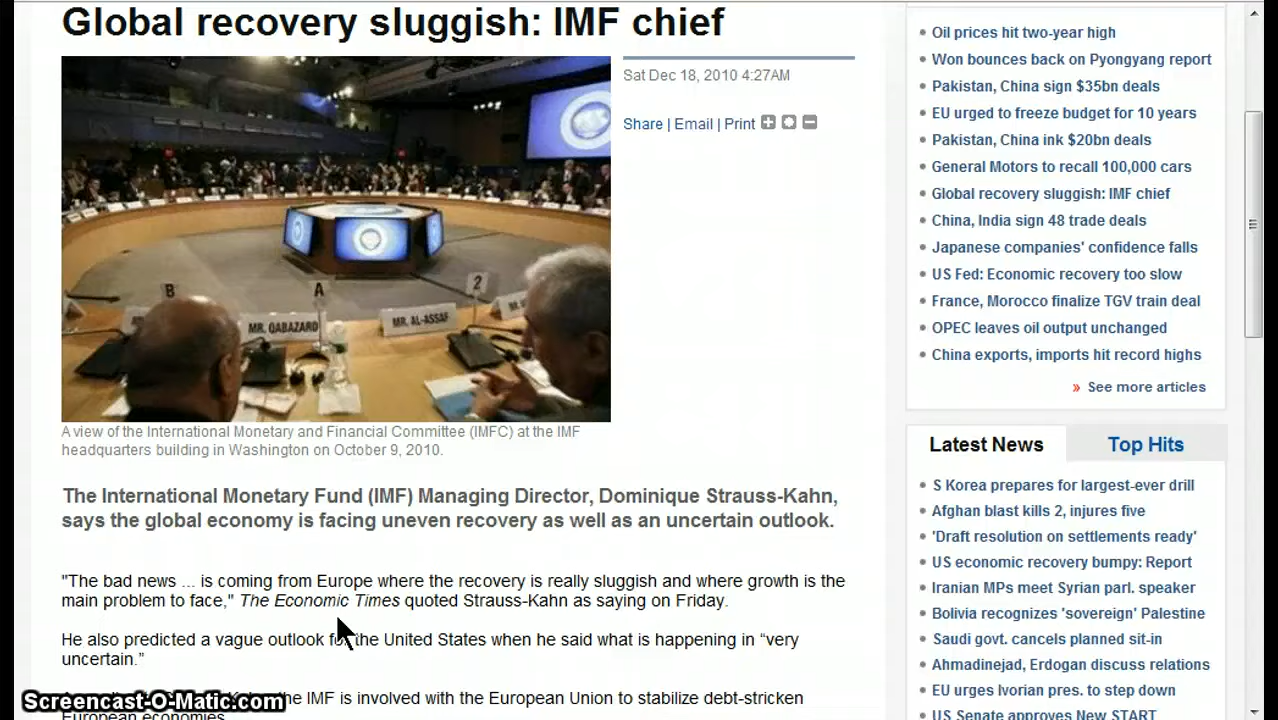 Global recovery sluggish: IMF chief
Sat Dec 18, 2010 4:27AM
Share | Email | Print
B
A
2
MR. QABAZARD
MR. AL-ASSAF
A view of the International Monetary and Financial Committee (IMFC) at the IMF
headquarters building in Washington on October 9, 2010.
The International Monetary Fund (IMF) Managing Director, Dominique Strauss-Kahn,
says the global economy is facing uneven recovery as well as an uncertain outlook.
"The bad news ... is coming from Europe where the recovery is really sluggish and where growth is the
main problem to face," The Economic Times quoted Strauss-Kahn as saying on Friday.
He also predicted a vague outlook for the United States when he said what is happening in “very
uncertain.”
the IMF is involved with the European Union to stabilize debt-stricken
European economies.
Screencast-O-Matic.com
Oil prices hit two-year high
Won bounces back on Pyongyang report
Pakistan, China sign $35bn deals
EU urged to freeze budget for 10 years
Pakistan, China ink $20bn deals
General Motors to recall 100,000 cars
Global recovery sluggish: IMF chief
China, India sign 48 trade deals
Japanese companies' confidence falls
US Fed: Economic recovery too slow
France, Morocco finalize TGV train deal
OPEC leaves oil output unchanged
China exports, imports hit record highs
» See more articles
Latest News Top Hits
S Korea prepares for largest-ever drill
Afghan blast kills 2, injures five
'Draft resolution on settlements ready'
US economic recovery bumpy: Report
Iranian MPs meet Syrian parl. speaker
Bolivia recognizes 'sovereign' Palestine
Saudi govt. cancels planned sit-in
Ahmadinejad, Erdogan discuss relations
EU urges Ivorian pres. to step down
US Senate approves New START